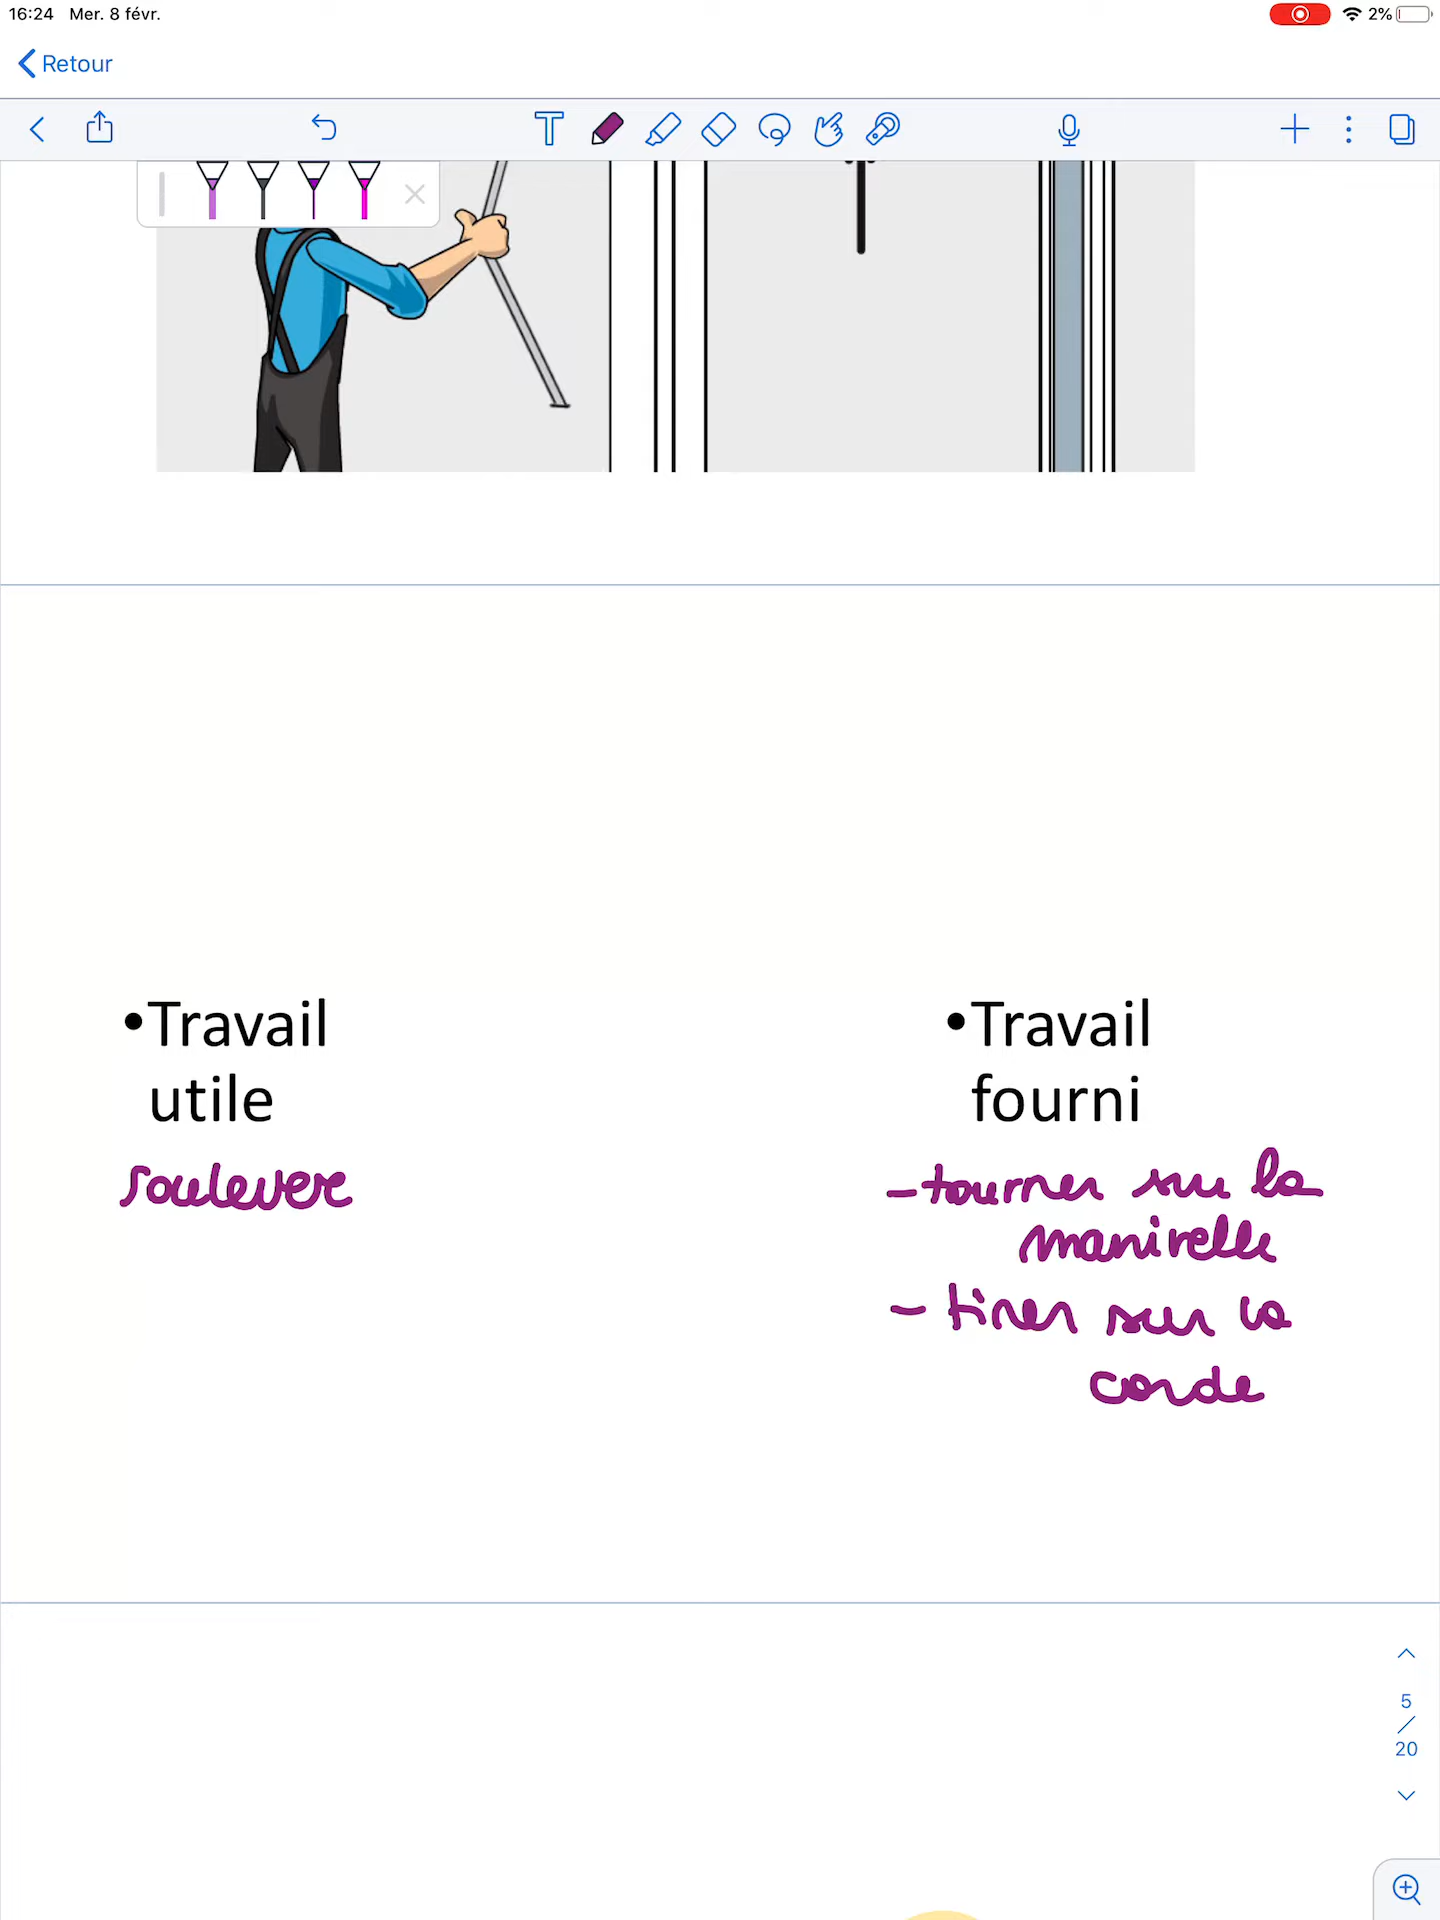 16:24 Mer. 8 févr. 2%
Retour
•Travail
utile
soulever
•Travail
fourni
- tourner sur la
manivelle
- tirer sur la
corde
5
/
20